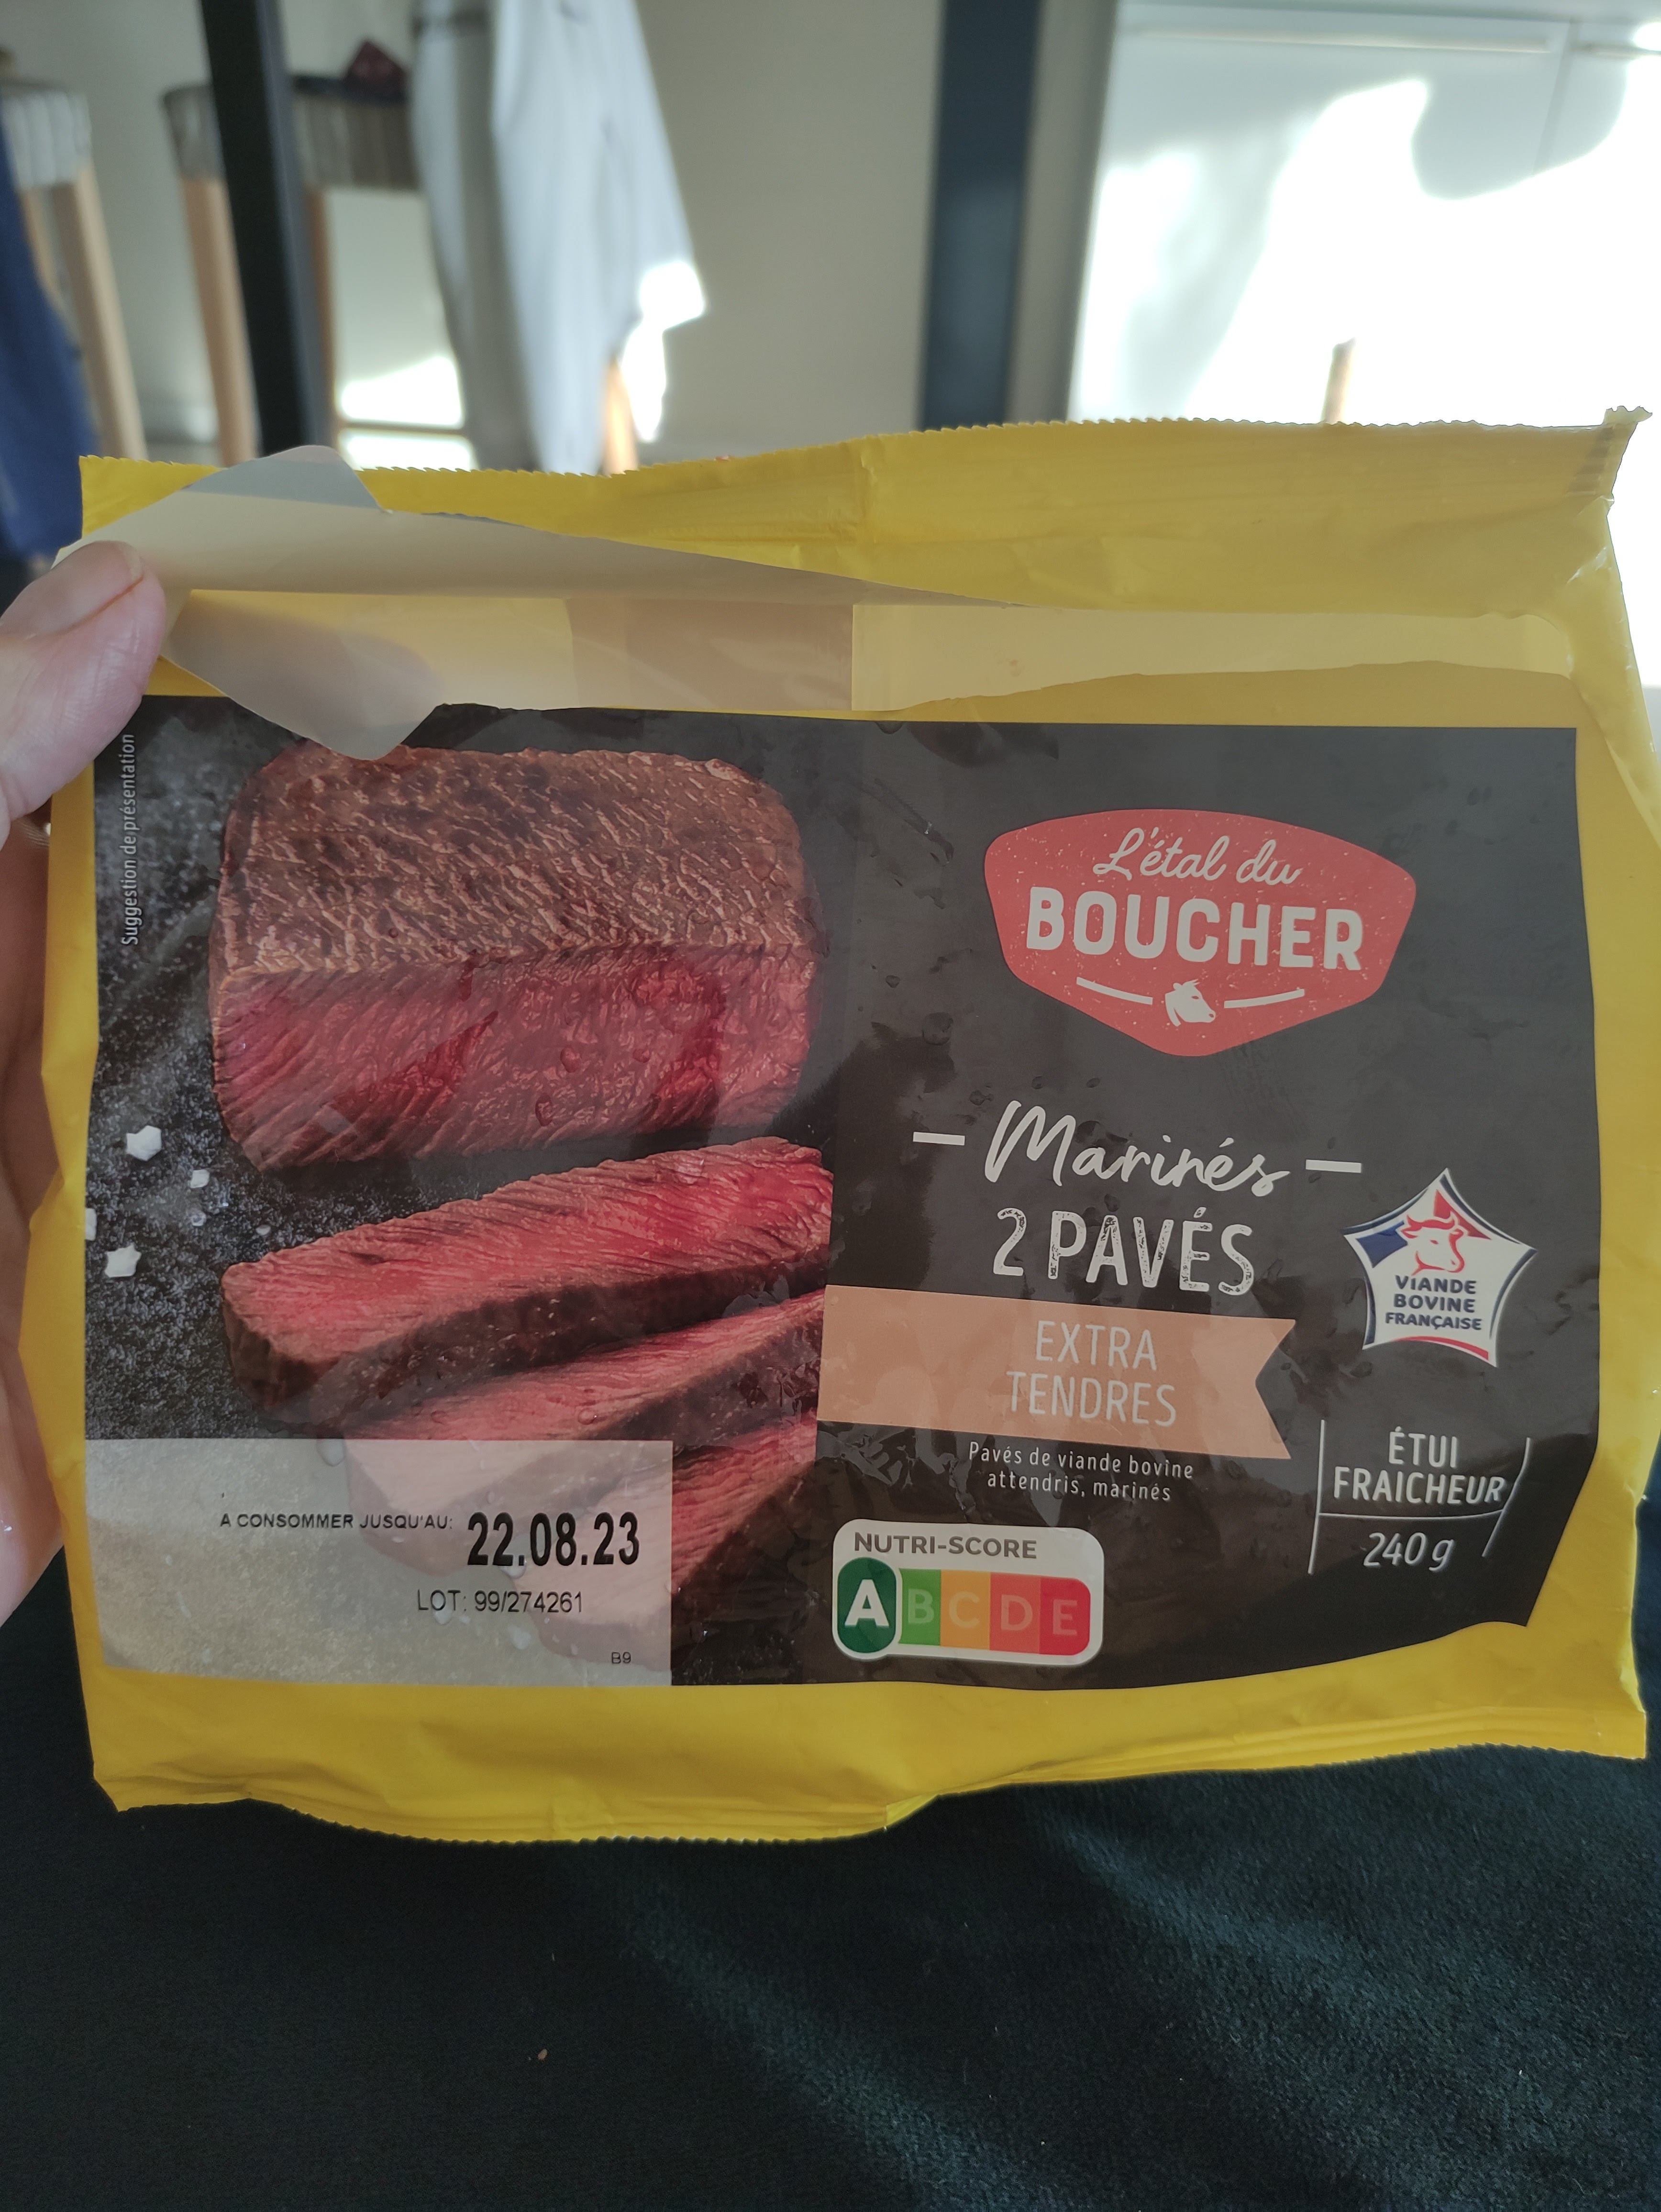 Suggestion de présentation
L'étal du
BOUCHER
Marinés
2 PAVÉS
EXTRA
TENDRES
Pavés de viande bovine
attendris, marinés
VIANDE
BOVINE
FRANÇAISE
ÉTUI
FRAICHEUR
240 g
A CONSOMMER JUSQU'AU: 22.08.23
LOT: 99/274261
B9
NUTRI-SCORE
A B C D E